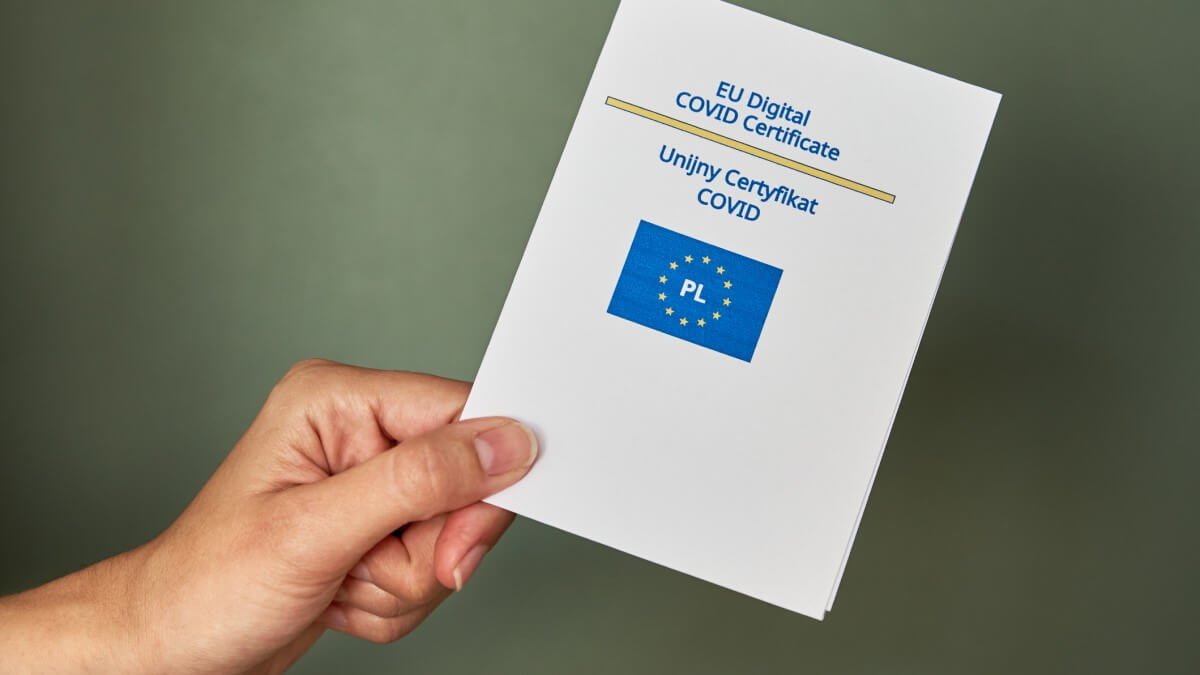 EU Digital
COVID Certificate
Unijny Certyfikat
COVID
PL